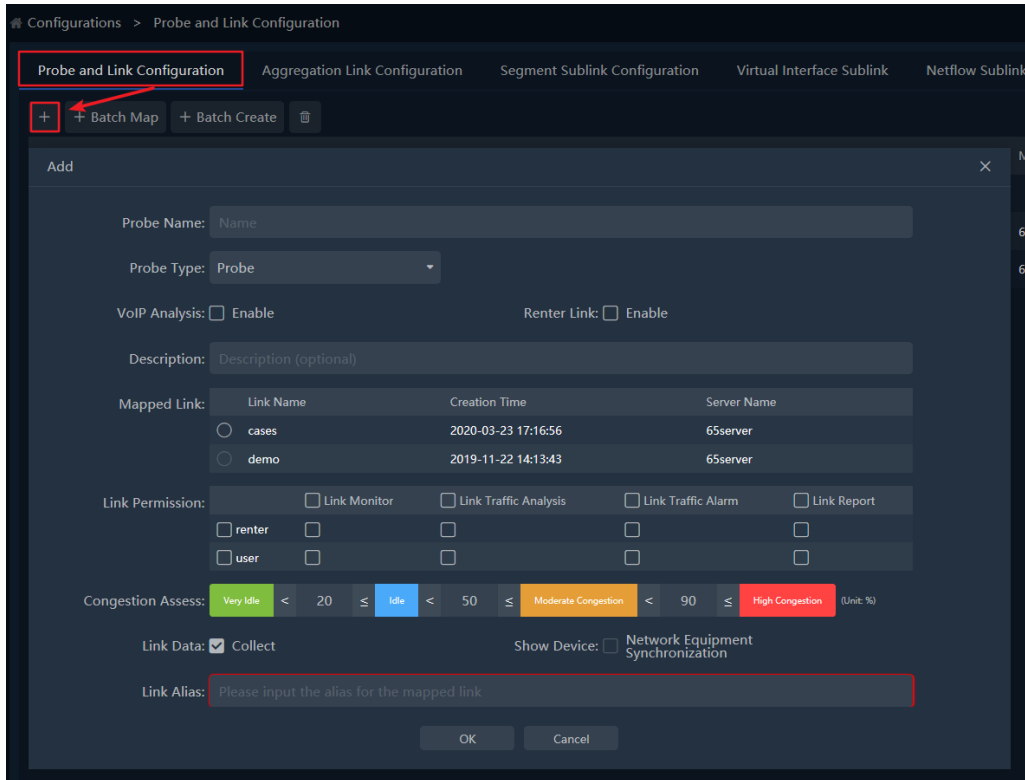 Configurations > Probe and Link Configuration
Probe and Link Configuration Aggregation Link Configuration Segment Sublink Configuration Virtual Interface Sublink Netflow Sublink
+ + Batch Map + Batch Create
Add ×
Probe Name: Name
Probe Type: Probe
VoIP Analysis: Enable Renter Link: Enable
Description: Description (optional)
Mapped Link: Link Name Creation Time Server Name
cases 2020-03-23 17:16:56 65server
demo 2019-11-22 14:13:43 65server
Link Permission: Link Monitor Link Traffic Analysis Link Traffic Alarm Link Report
renter
user
Congestion Assess: Very Idle < 20 ≤ Idle < 50 ≤ Moderate Congestion < 90 ≤ High Congestion (Unit: %)
Link Data: Collect Show Device: Network Equipment
Synchronization
Link Alias: Please input the alias for the mapped link
OK Cancel